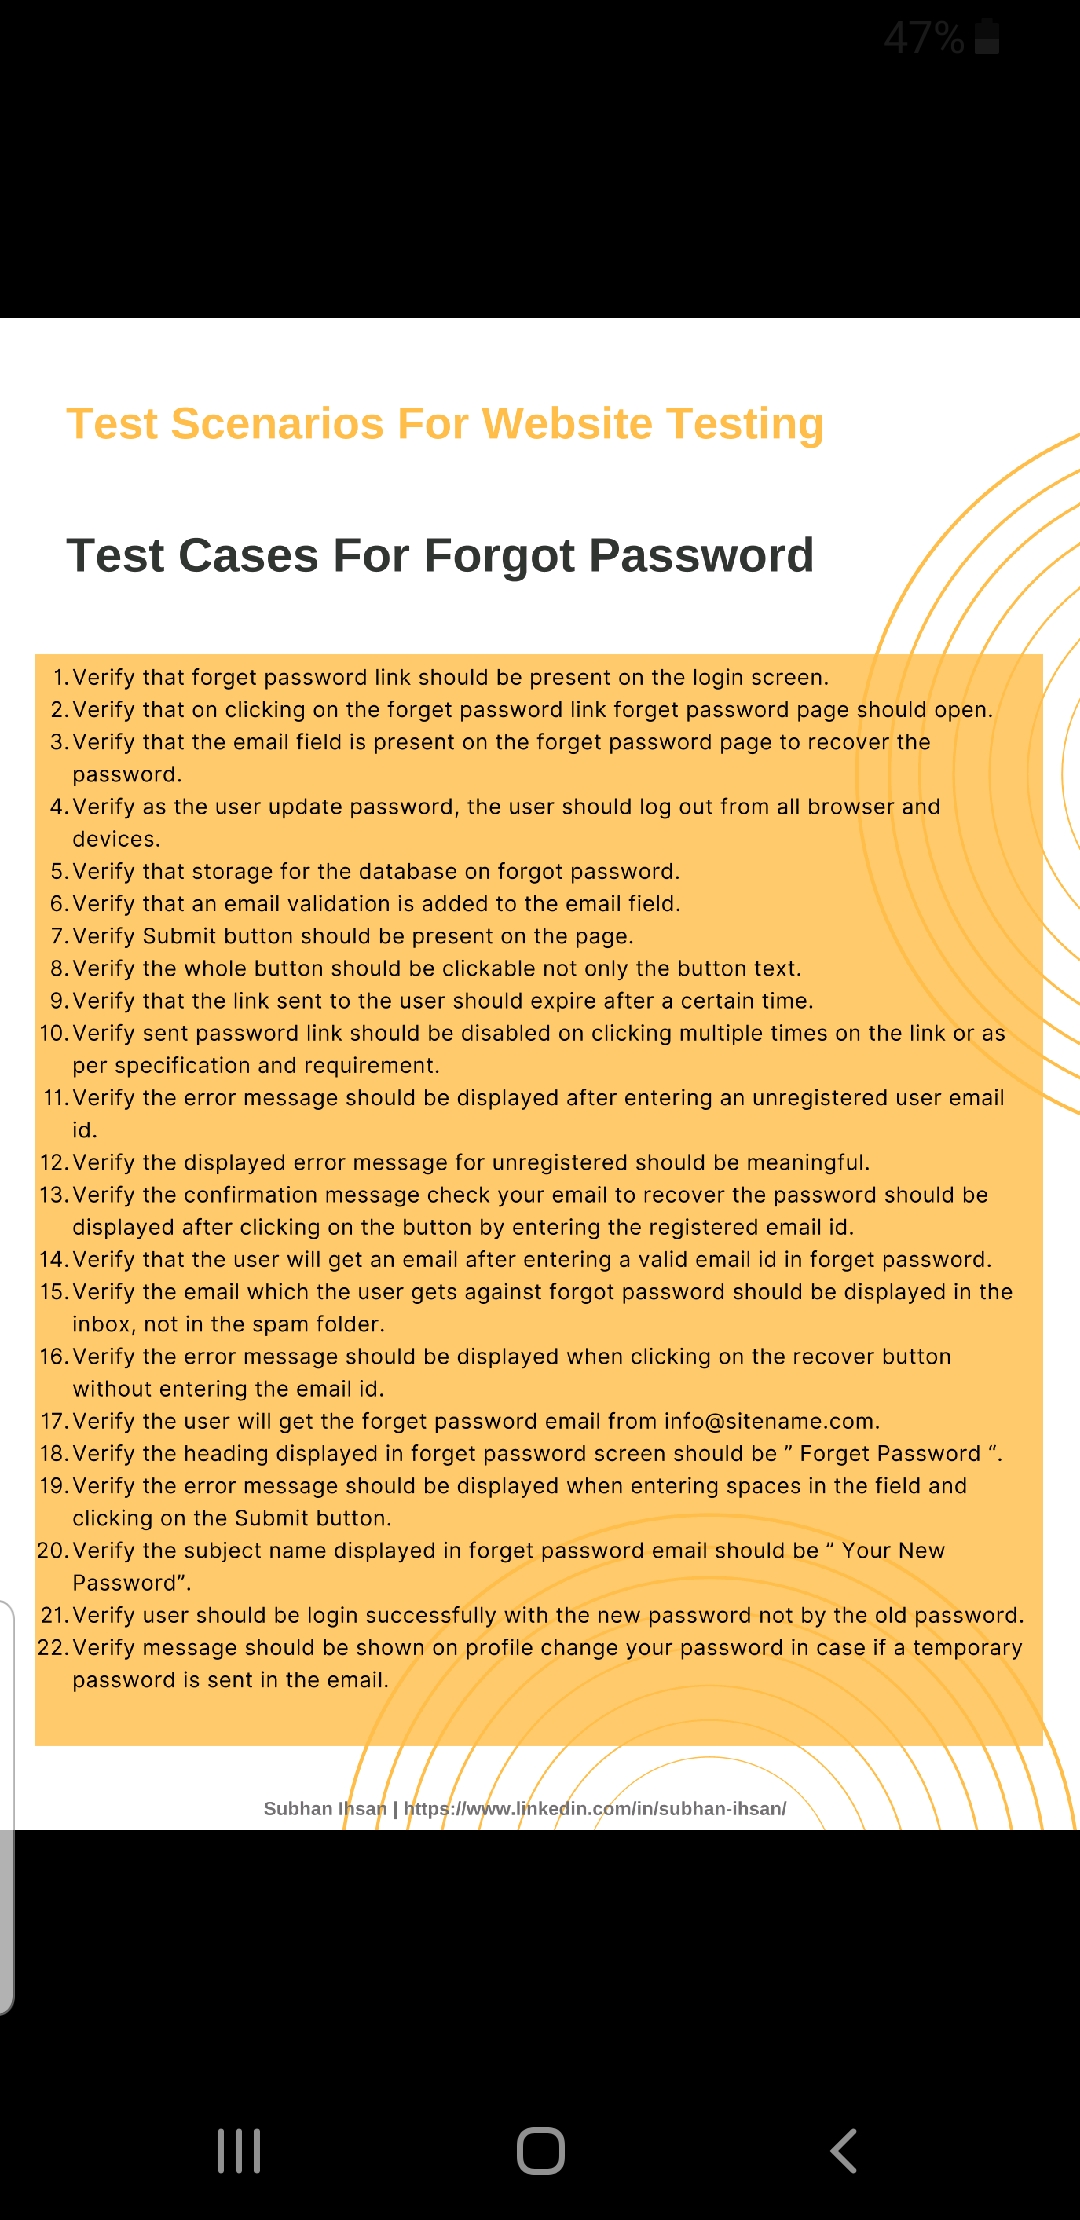 47%
Test Scenarios For Website Testing
Test Cases For Forgot Password
1. Verify that forget password link should be present on the login screen.
2. Verify that on clicking on the forget password link forget password page should open.
3. Verify that the email field is present on the forget password page to recover the
password.
4. Verify as the user update password, the user should log out from all browser and
devices.
5. Verify that storage for the database on forgot password.
6. Verify that an email validation is added to the email field.
7. Verify Submit button should be present on the page.
8. Verify the whole button should be clickable not only the button text.
9. Verify that the link sent to the user should expire after a certain time.
10. Verify sent password link should be disabled on clicking multiple times on the link or as
per specification and requirement.
11. Verify the error message should be displayed after entering an unregistered user email
id.
12. Verify the displayed error message for unregistered should be meaningful.
13. Verify the confirmation message check your email to recover the password should be
displayed after clicking on the button by entering the registered email id.
14. Verify that the user will get an email after entering a valid email id in forget password.
15. Verify the email which the user gets against forgot password should be displayed in the
inbox, not in the spam folder.
16. Verify the error message should be displayed when clicking on the recover button
without entering the email id.
17. Verify the user will get the forget password email from info@sitename.com.
18. Verify the heading displayed in forget password screen should be ” Forget Password “.
19. Verify the error message should be displayed when entering spaces in the field and
clicking on the Submit button.
20. Verify the subject name displayed in forget password email should be “ Your New
Password”.
21. Verify user should be login successfully with the new password not by the old password.
22. Verify message should be shown on profile change your password in case if a temporary
password is sent in the email.
Subhan Ihsan | https://www.linkedin.com/in/subhan-ihsan/